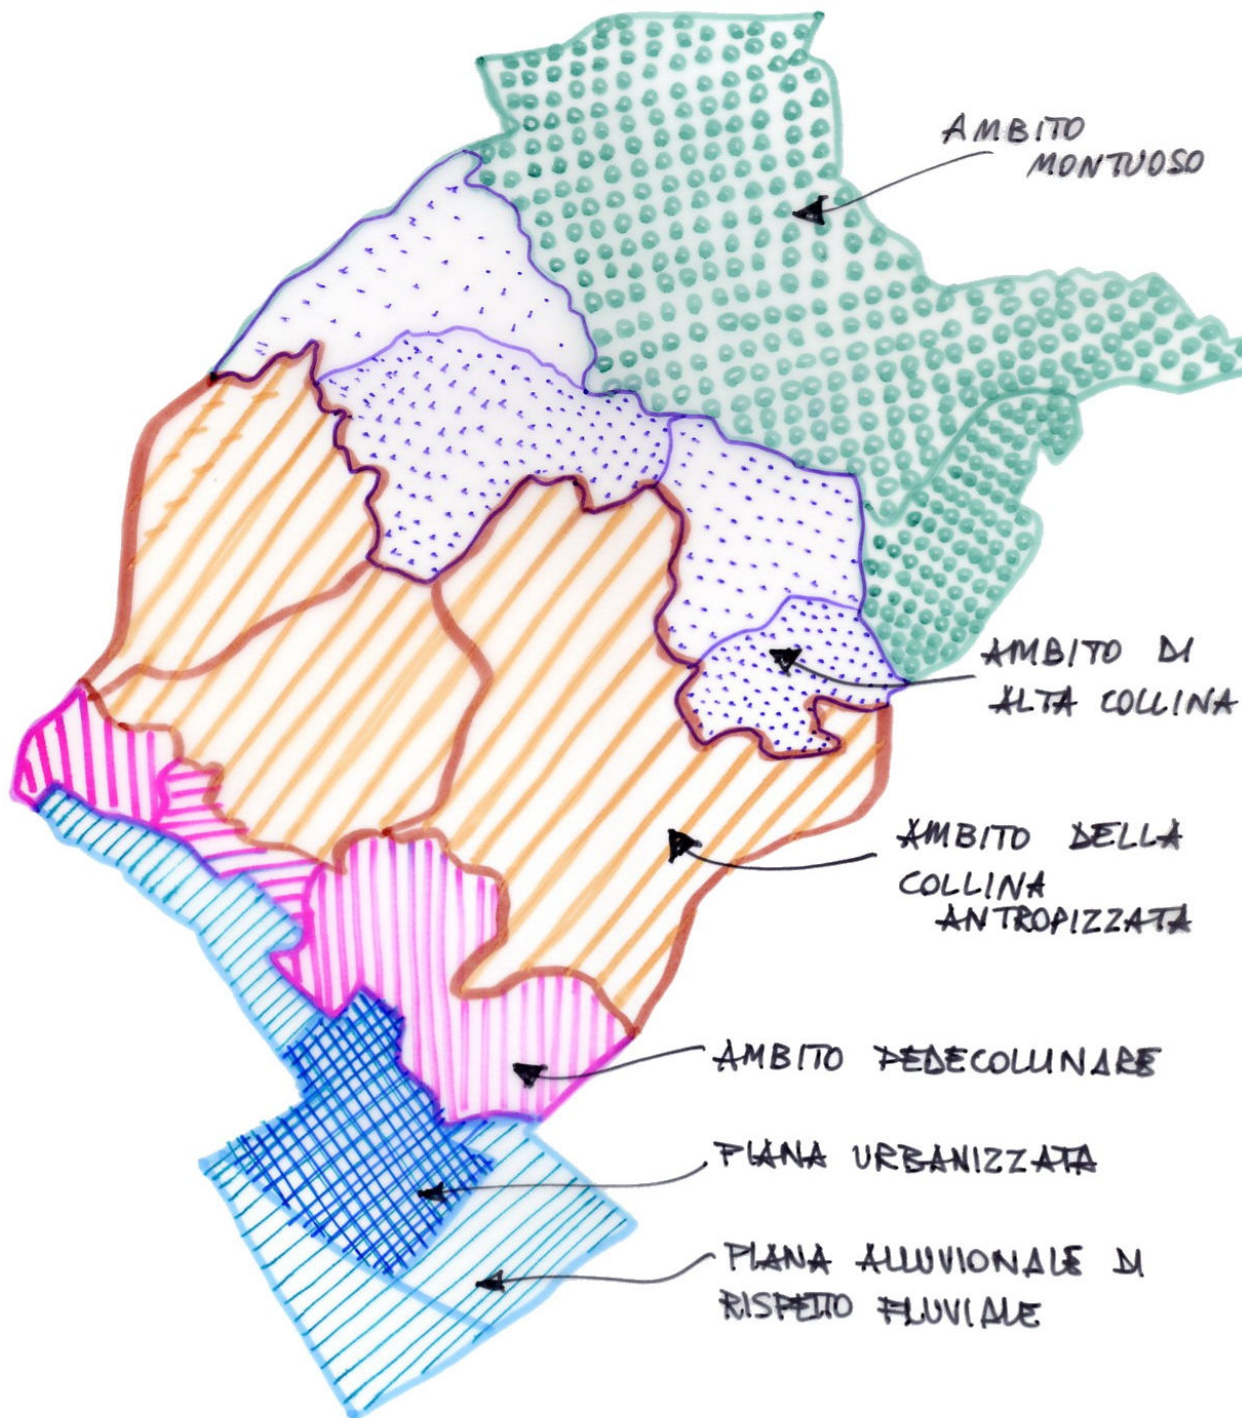 AMBITO
MONTUOSO
AMBITO DI
ALTA COLLINA
AMBITO DELLA
COLLINA
ANTROPIZZATA
AMBITO PEDECOLLINARE
PIANA URBANIZZATA
PIANA ALLUVIONALE DI
RISPETTO FLUVIALE